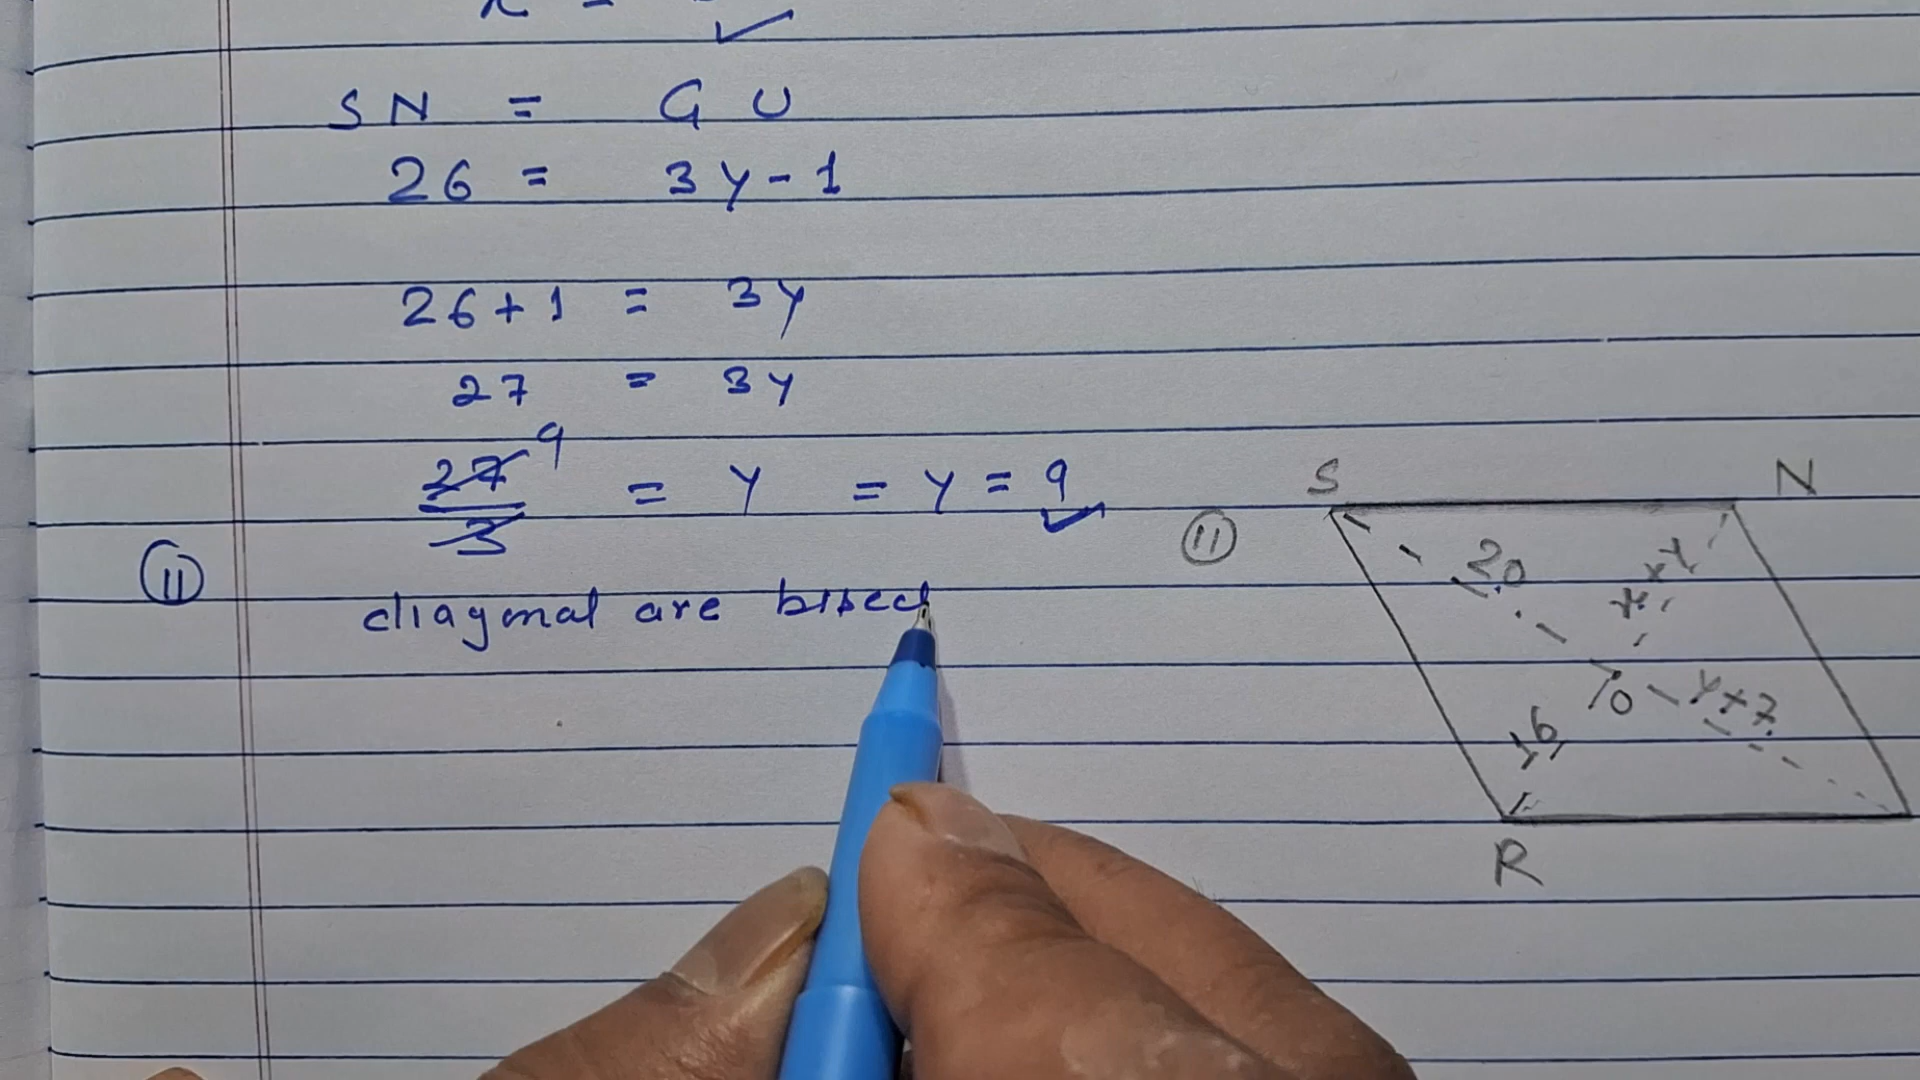 SN = GU
26 = 3y-1
26+1 = 3y
27 = 3y
27/3 9 = y = y = 9
(11) diagonal are bisect
(11)
S N
20 x+y
O y+7
16
R